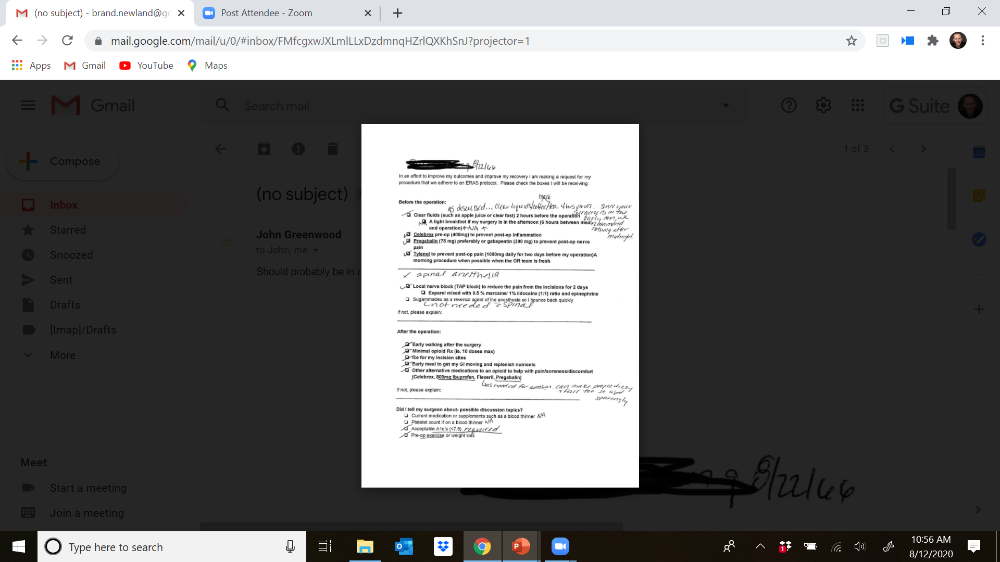 (no subject) - brand.newland@go
Post Attendee - Zoom
mail.google.com/mail/u/0/#inbox/FMfcgxwJXLmlLLxDzdmnqHZrlQXKhSnJ?projector=1
Apps
Gmail
YouTube
Maps
Gmail
Search mail
G Suite
Compose
1 of 3
31
Inbox
Starred
Snoozed
Sent
Drafts
[Imap]/Drafts
More
(no subject)
John Greenwood
to John, me
Should probably be in c
Meet
Start a meeting
Join a meeting
8/22/66
In an effort to improve my outcomes and improve my recovery I am making a request for my
procedure that we adhere to an ERAS protocol. Please check the boxes I will be receiving:
black
Before the operation:
as discussed... clear liquids/coffee/tea 4 hrs prior.. since your
surgery is in the
early am, we
recommend
nothing after
midnight.
Clear fluids (such as apple juice or clear fast) 2 hours before the operation
NA
A light breakfast if my surgery is in the afternoon (6 hours between meal
and operation) NA
Celebrex pre-op (400mg) to prevent post-op inflammation
Pregabalin (75 mg) preferably or gabapentin (300 mg) to prevent post-op nerve
pain
Tylenol to prevent post-op pain (1000mg daily for two days before my operation)A
morning procedure when possible when the OR team is fresh
✓ spinal anesthesia
Local nerve block (TAP block) to reduce the pain from the incisions for 2 days
Exparel mixed with 0.5 % marcaine/ 1% lidocaine (1:1) ratio and epinephrine
Sugammadex as a reversal agent of the anesthesia so I bounce back quickly
not needed c̄ spinal
If not, please explain:
After the operation:
Early walking after the surgery
Minimal opioid Rx (ie. 10 doses max)
Ice for my incision sites
Early meal to get my GI moving and replenish nutrients
Other alternative medications to an opioid to help with pain/soreness/discomfort
(Celebrex, 800mg Ibuprofen, Flexeril, Pregabalin)
as needed for spasm. can make people dizzy
& fall too so used
sparingly
If not, please explain:
Did I tell my surgeon about- possible discussion topics?
Current medication or supplements such as a blood thinner NA
Platelet count if on a blood thinner NA
Acceptable A1c's (<7.5) required
Pre-op exercise or weight loss
8/22/66
Type here to search
1
10:56 AM
8/12/2020